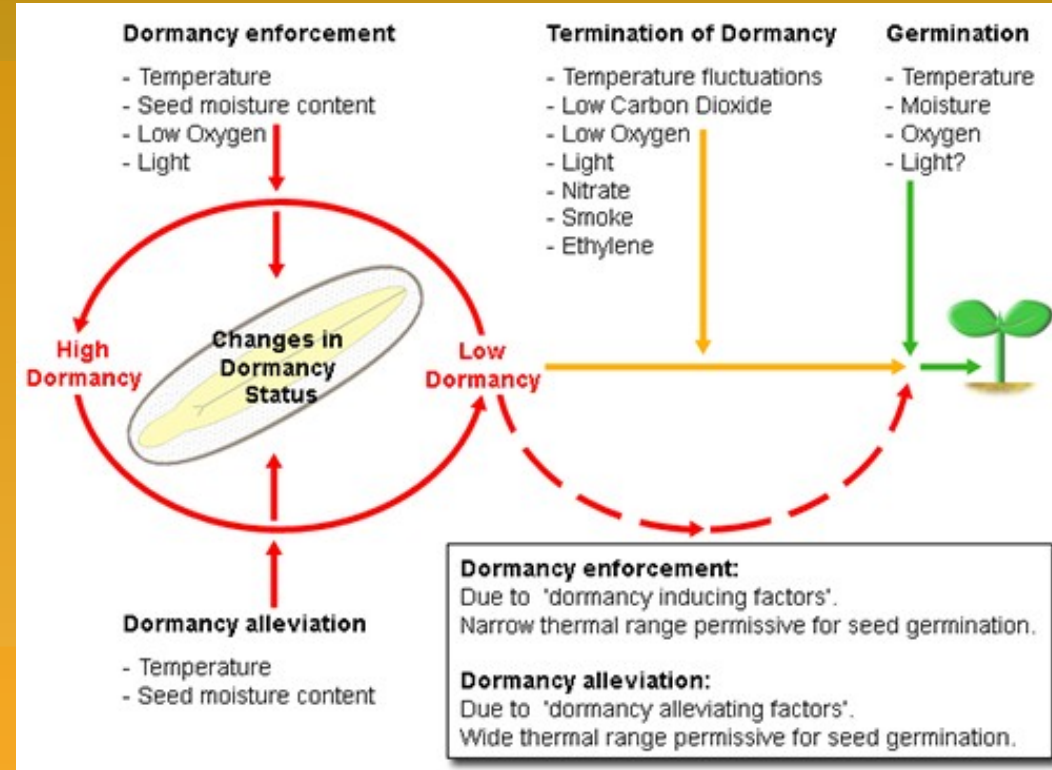 Dormancy enforcement
- Temperature
- Seed moisture content
- Low Oxygen
- Light
Termination of Dormancy
- Temperature fluctuations
- Low Carbon Dioxide
- Low Oxygen
- Light
- Nitrate
- Smoke
- Ethylene
Germination
- Temperature
- Moisture
- Oxygen
- Light?
High
Dormancy
Changes in
Dormancy
Status
Low
Dormancy
Dormancy alleviation
- Temperature
- Seed moisture content
Dormancy enforcement:
Due to "dormancy inducing factors".
Narrow thermal range permissive for seed germination.
Dormancy alleviation:
Due to "dormancy alleviating factors".
Wide thermal range permissive for seed germination.